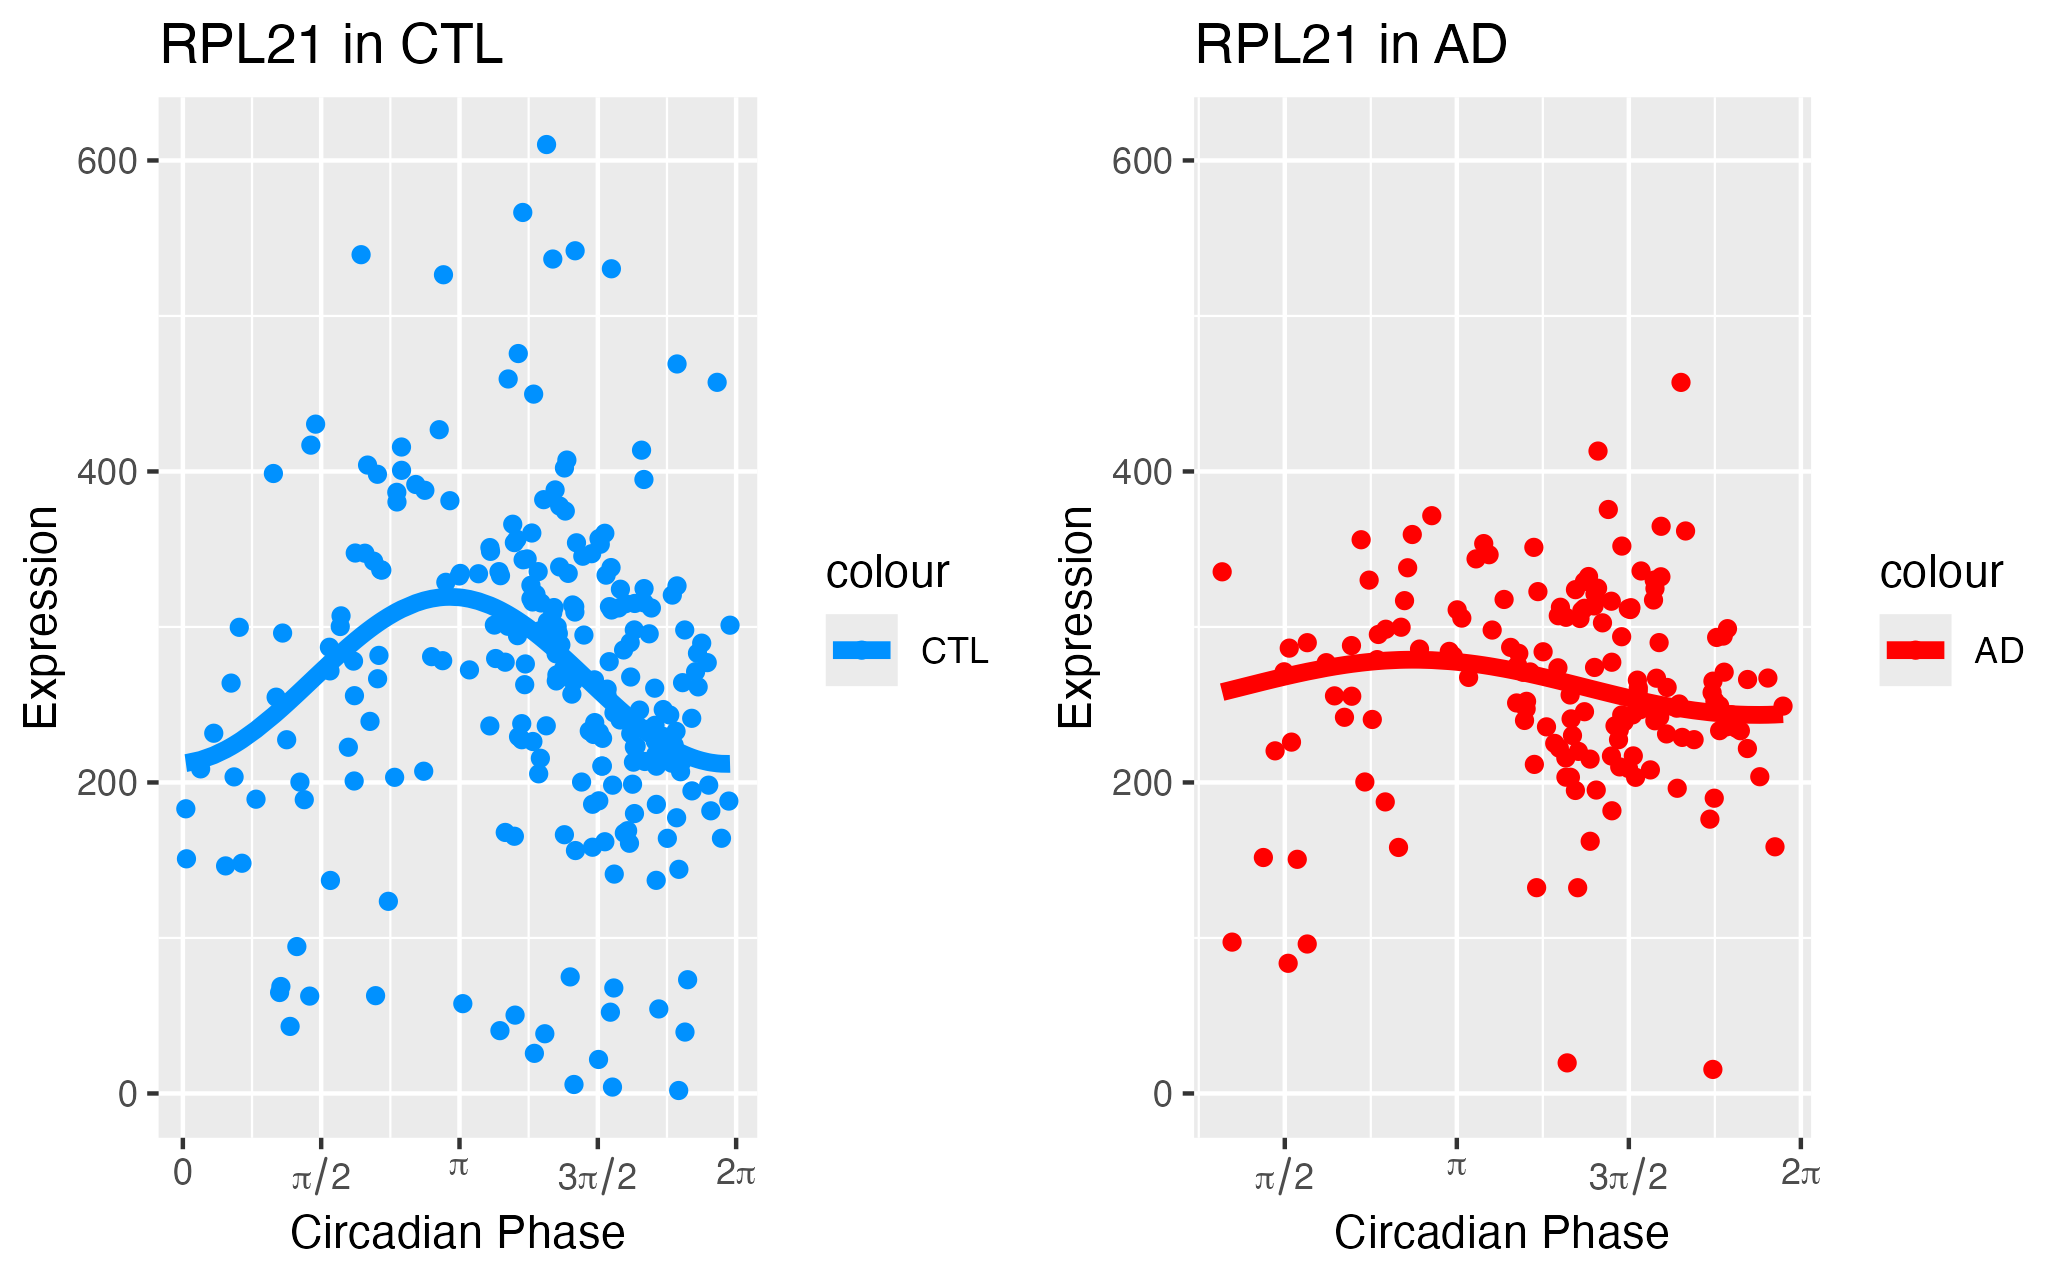 RPL21 in CTL
600
400
200
0
Expression
0
π/2
π
3π/2
2π
Circadian Phase
colour
CTL
RPL21 in AD
600
400
200
0
Expression
π/2
π
3π/2
2π
Circadian Phase
colour
AD